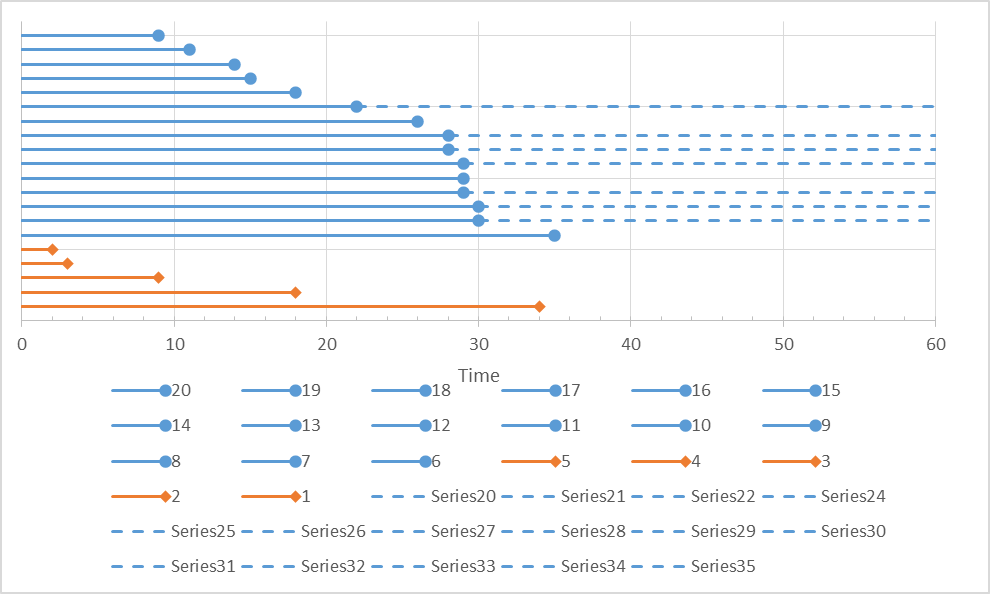 0 10 20 30 40 50 60
Time
20 19 18 17 16 15
14 13 12 11 10 9
8 7 6 5 4 3
2 1 Series20 Series21 Series22 Series24
Series25 Series26 Series27 Series28 Series29 Series30
Series31 Series32 Series33 Series34 Series35